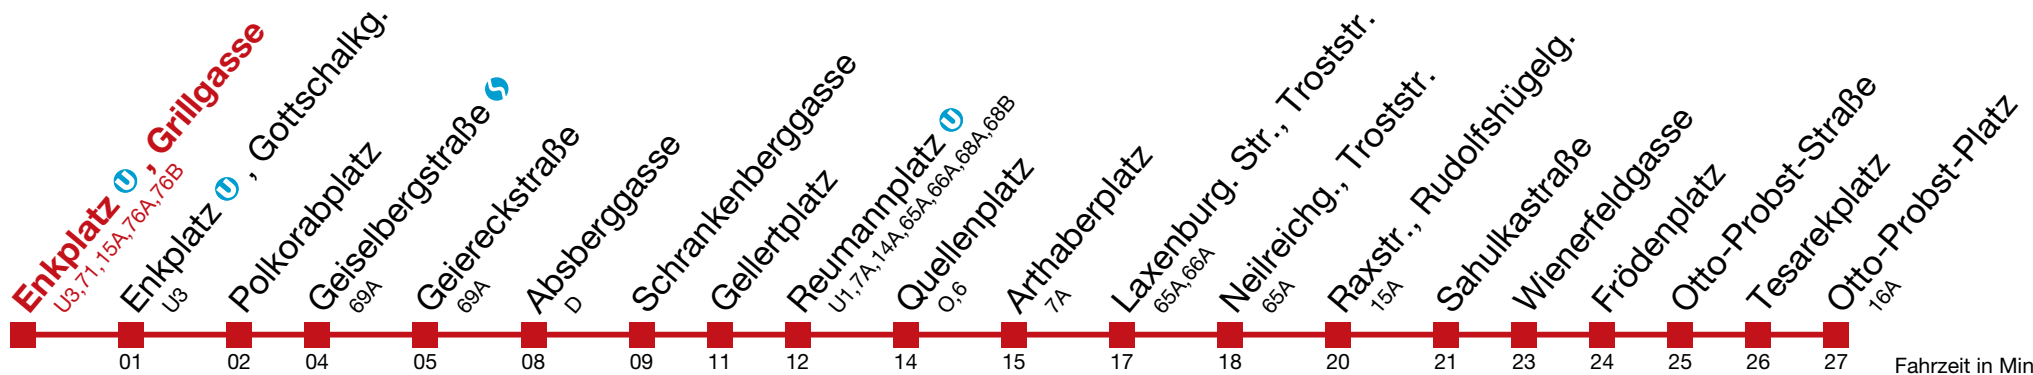 Enkplatz U, Grillgasse
U3,71,15A,76A,76B
Enkplatz U, Gottschalkg.
U3
Polkorabplatz
Geiselbergstraße S
69A
Geiereckstraße
69A
Absberggasse
D
Schrankenberggasse
Gellertplatz
Reumannplatz U
U1,7A,14A,65A,66A,68A,68B
Quellenplatz
O,6
Arthaberplatz
7A
Laxenburg. Str., Troststr.
65A,66A
Neilreichg., Troststr.
65A
Raxstr., Rudolfshügelg.
15A
Sahulkastraße
Wienerfeldgasse
Frödenplatz
Otto-Probst-Straße
Tesarekplatz
Otto-Probst-Platz
16A
01 02 04 05 08 09 11 12 14 15 17 18 20 21 23 24 25 26 27 Fahrzeit in Min